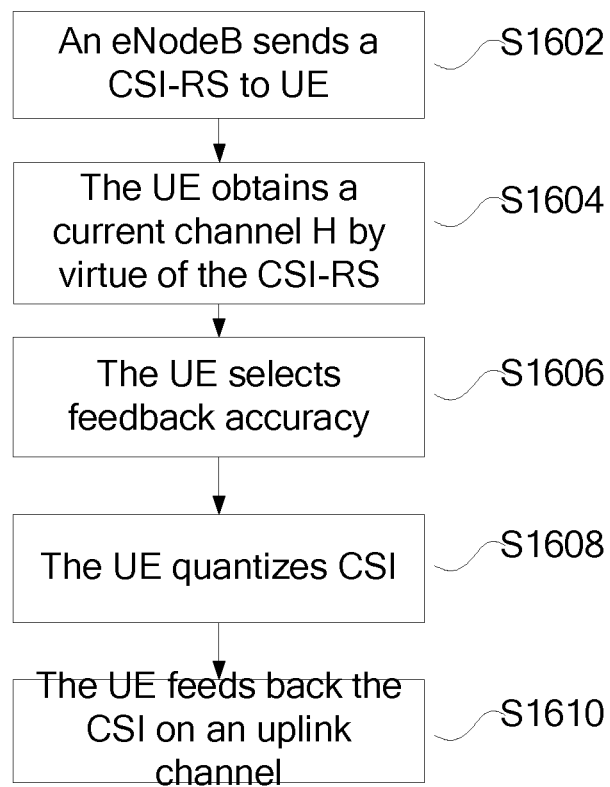 An eNodeB sends a
CSI-RS to UE
S1602
The UE obtains a
current channel H by
virtue of the CSI-RS
S1604
The UE selects
feedback accuracy
S1606
The UE quantizes CSI
S1608
The UE feeds back the
CSI on an uplink
channel
S1610